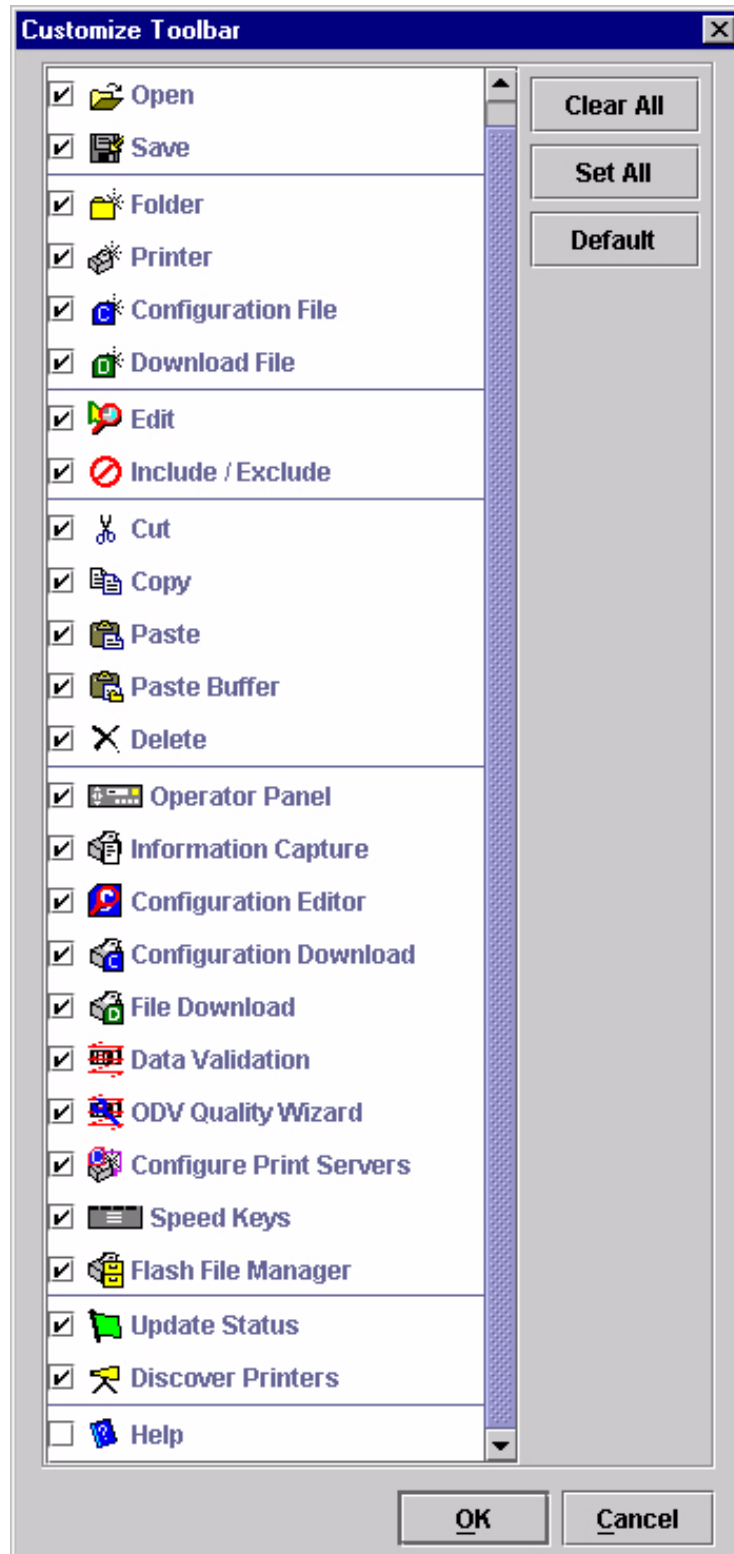 Customize Toolbar
Open
Clear All
Save
Set All
Folder
Default
Printer
Configuration File
Download File
Edit
Include / Exclude
Cut
Copy
Paste
Paste Buffer
Delete
Operator Panel
Information Capture
Configuration Editor
Configuration Download
File Download
Data Validation
ODV Quality Wizard
Configure Print Servers
Speed Keys
Flash File Manager
Update Status
Discover Printers
Help
OK
Cancel